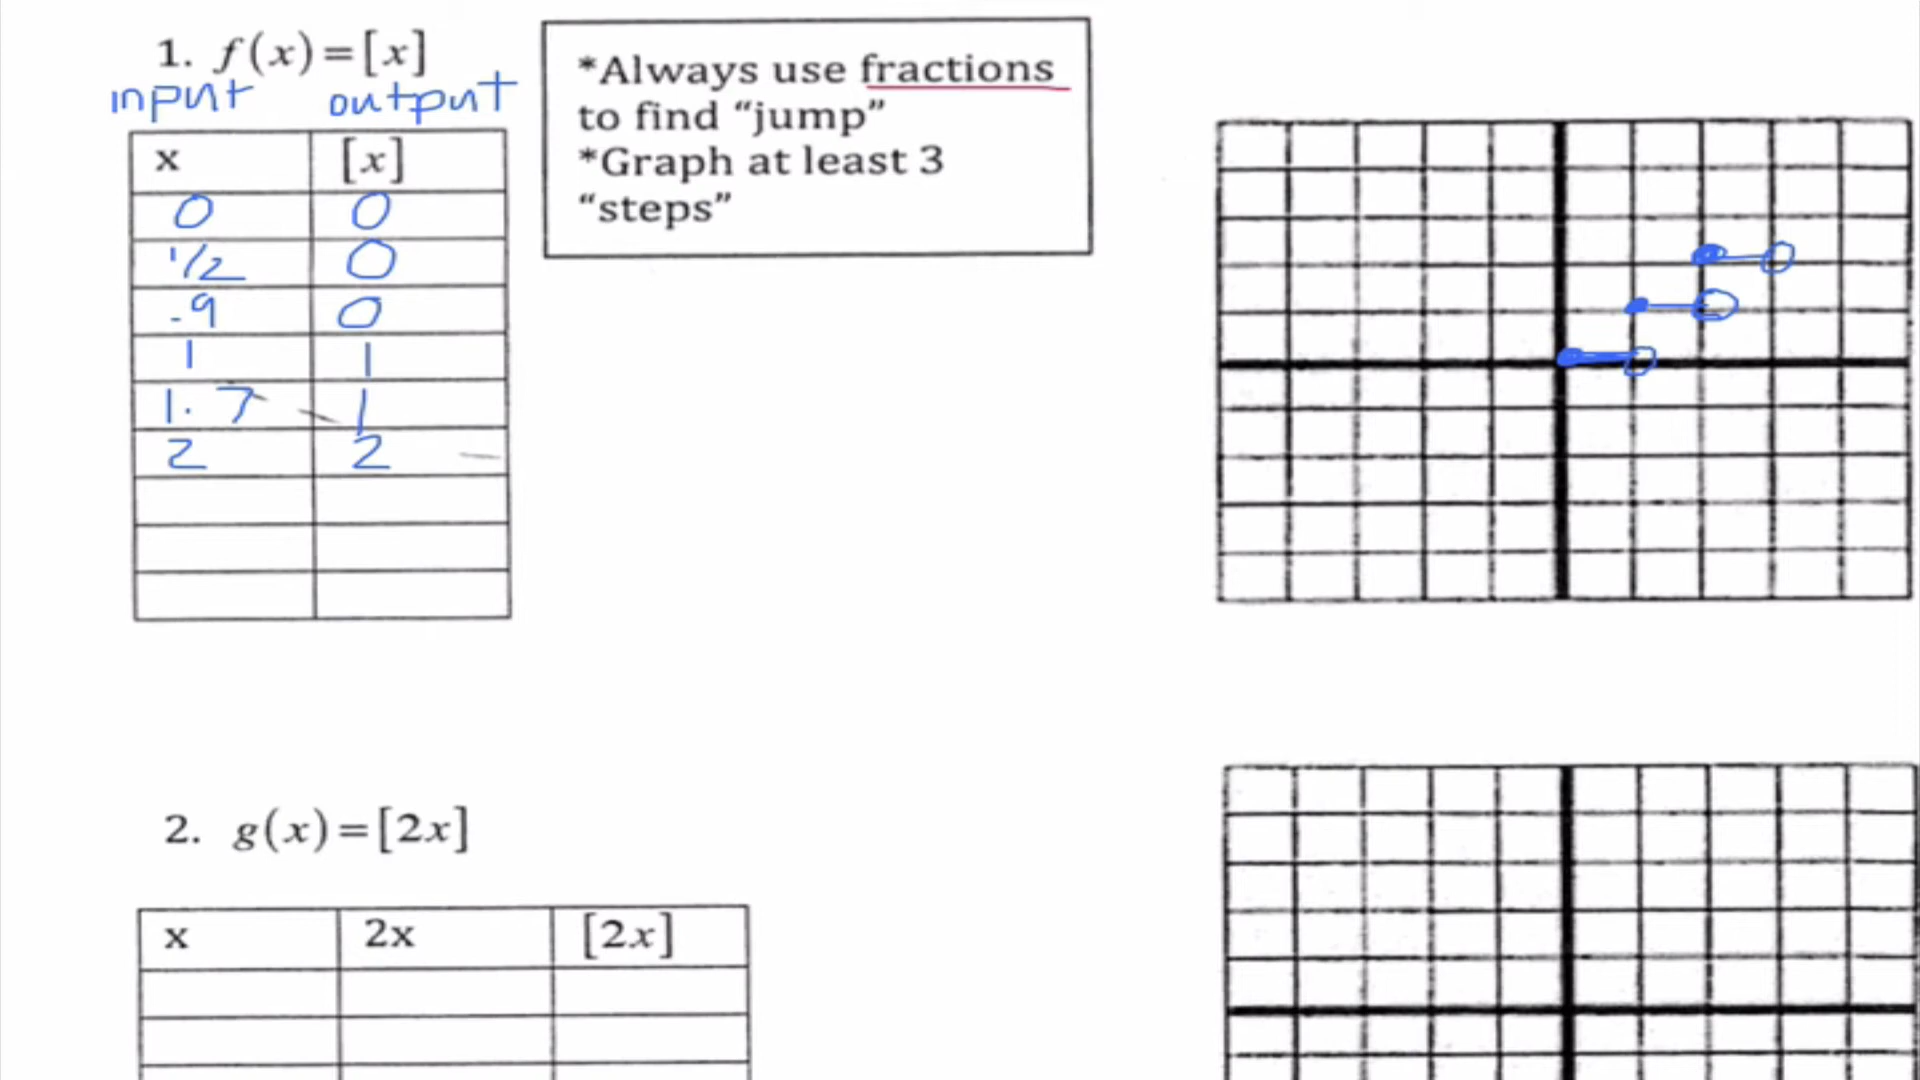 1. f(x)=[x]
input output
x [x]
0 0
1/2 0
.9 0
1 1
1.7 1
2 2
*Always use fractions
to find “jump”
*Graph at least 3
“steps”
2. g(x)=[2x]
x 2x [2x]